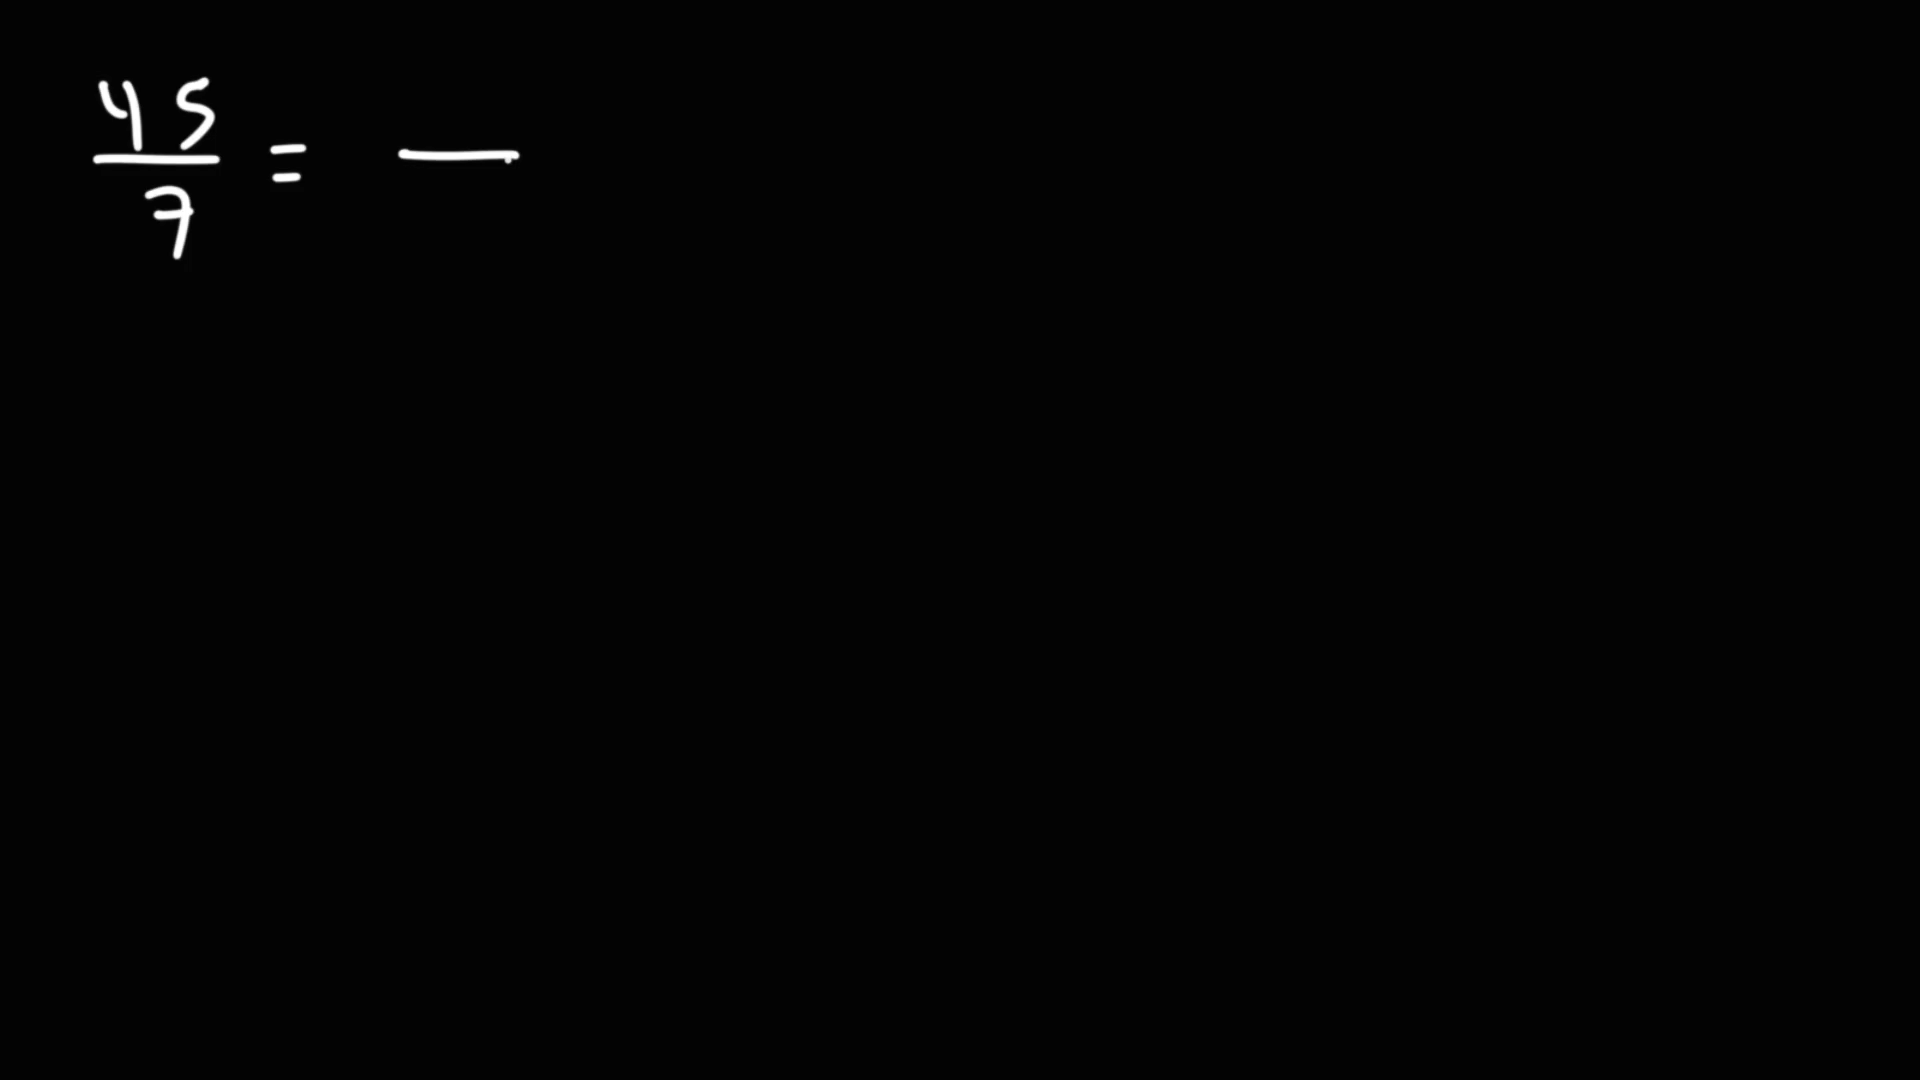 45/7 = —